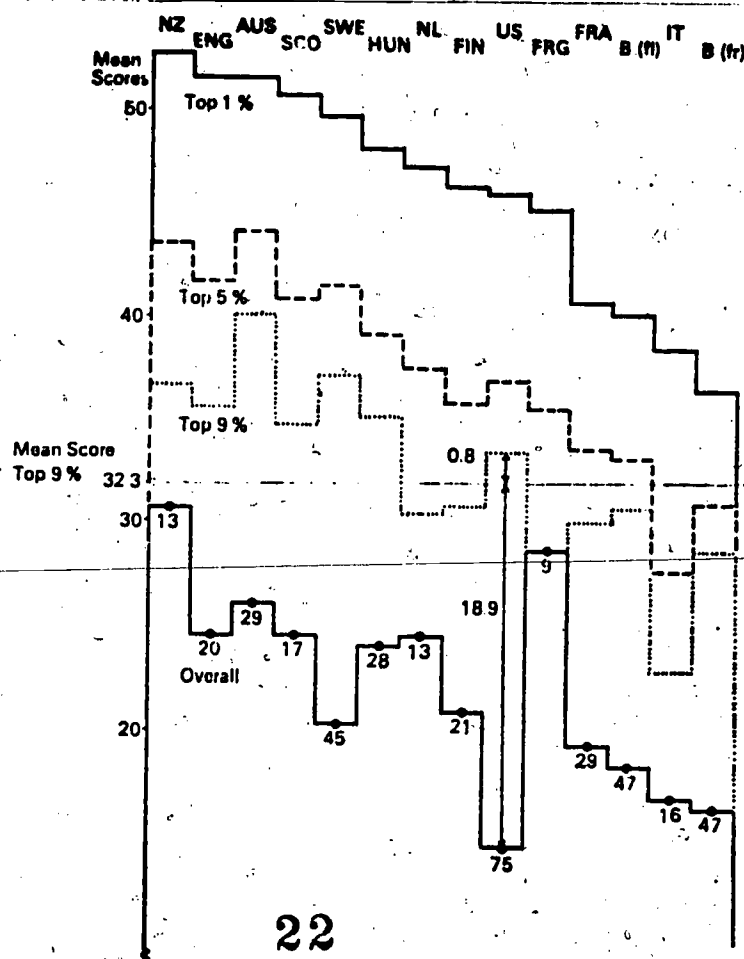 NZ ENG AUS SCO SWE HUN NL FIN US FRG FRA B (fl) IT B (fr)
Mean
Scores
50
Top 1 %
40
Top 5 %
Top 9 %
Mean Score
Top 9 %
0.8
32.3
30
13
9
18.9
29
20
17
28
13
Overall
45
21
20
29
47
16
47
75
22